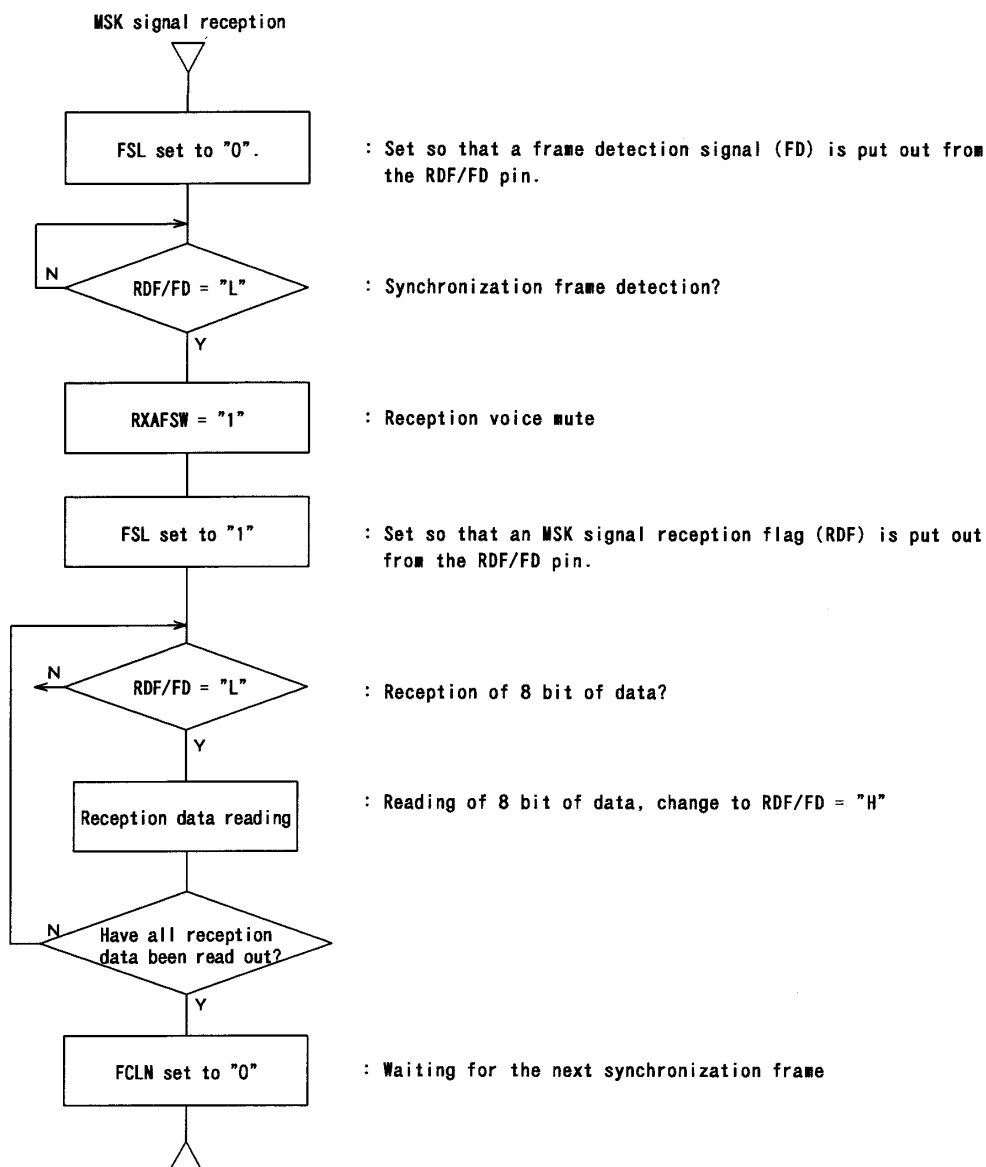 MSK signal reception
FSL set to "0".
: Set so that a frame detection signal (FD) is put out from
the RDF/FD pin.
N
RDF/FD = "L"
: Synchronization frame detection?
Y
RXAFSW = "1"
: Reception voice mute
FSL set to "1"
: Set so that an MSK signal reception flag (RDF) is put out
from the RDF/FD pin.
N
RDF/FD = "L"
: Reception of 8 bit of data?
Y
Reception data reading
: Reading of 8 bit of data, change to RDF/FD = "H"
N
Have all reception
data been read out?
Y
FCLN set to "0"
: Waiting for the next synchronization frame